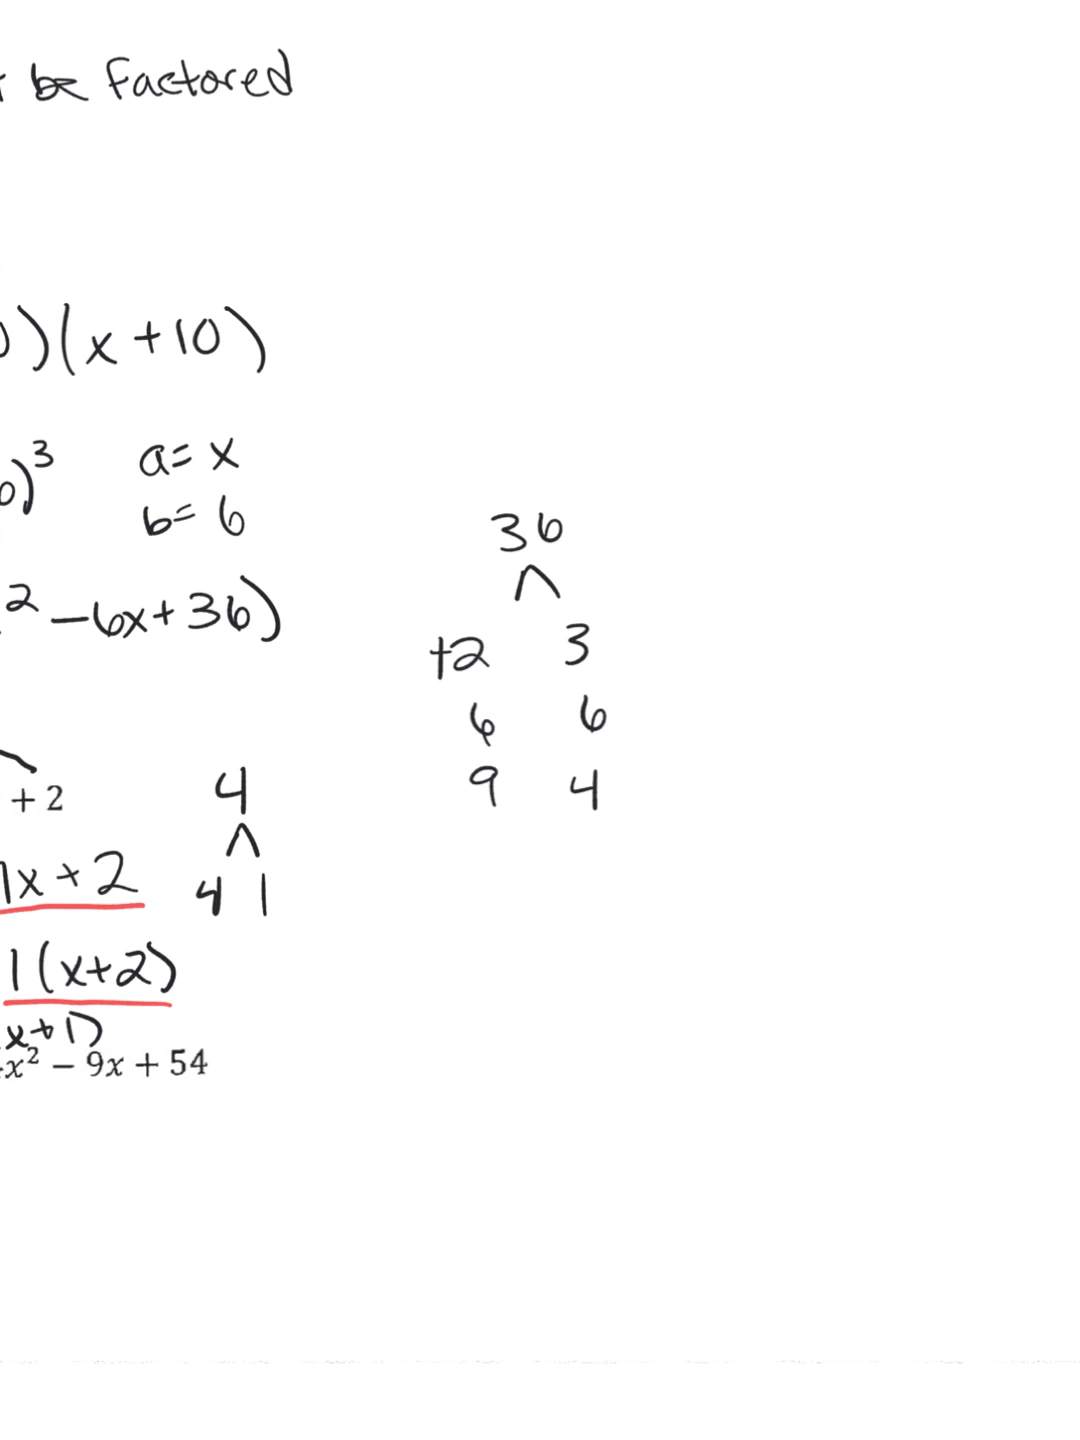 be Factored
)(x+10)
)³ a= x
b= 6
36
² -6x+36)
+2 3
6 6
9 4
+ 2
4
1x + 2
4 1
1(x+2)
x+1)
x² − 9x + 54